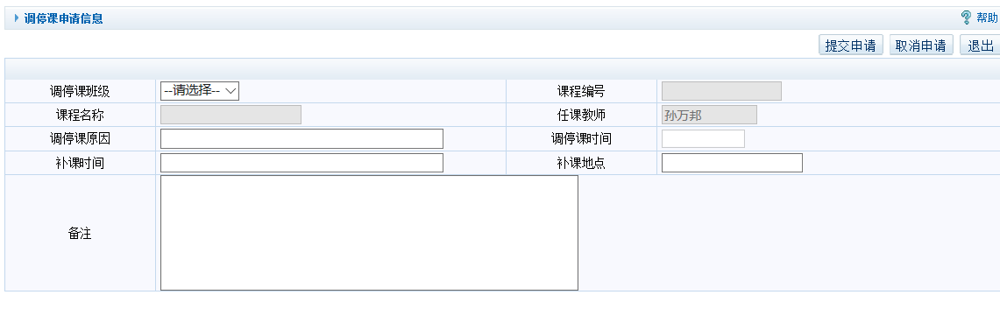 调停课申请信息
帮助
提交申请 取消申请 退出
调停课班级 --请选择-- 课程编号
课程名称 任课教师 孙万邦
调停课原因 调停课时间
补课时间 补课地点
备注